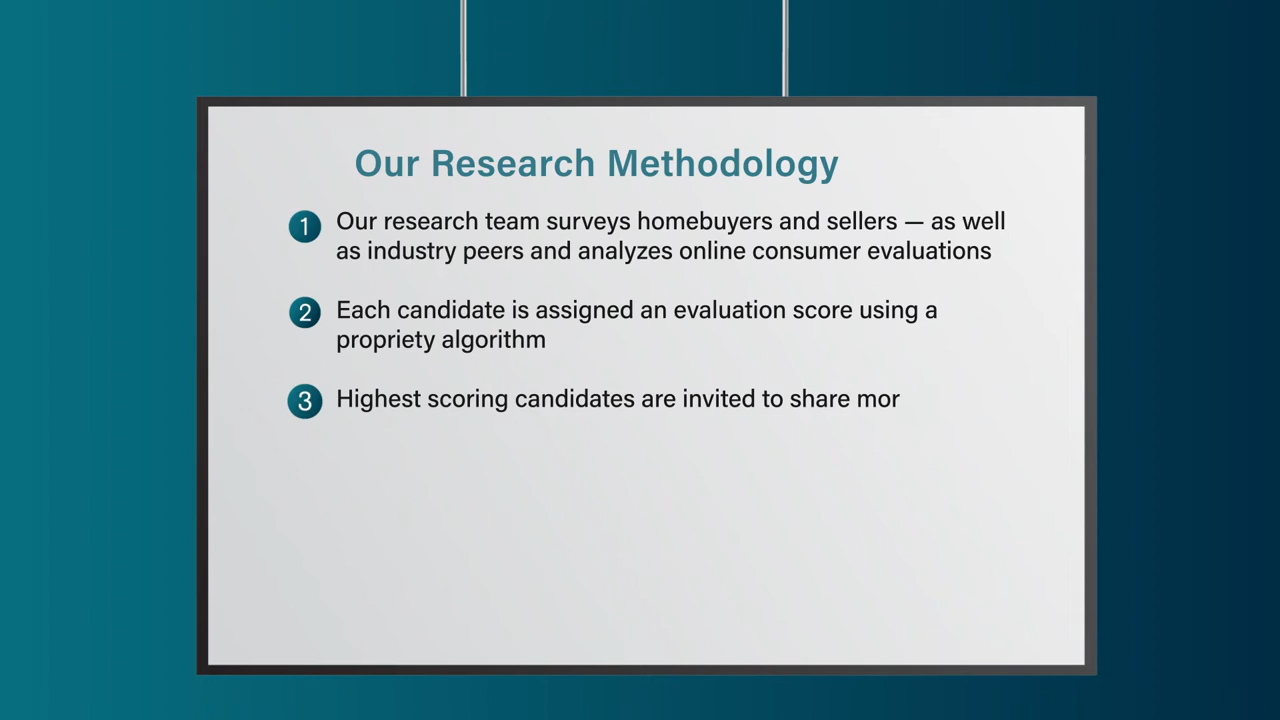 Our Research Methodology
1 Our research team surveys homebuyers and sellers — as well
as industry peers and analyzes online consumer evaluations
2 Each candidate is assigned an evaluation score using a
propriety algorithm
3 Highest scoring candidates are invited to share mor